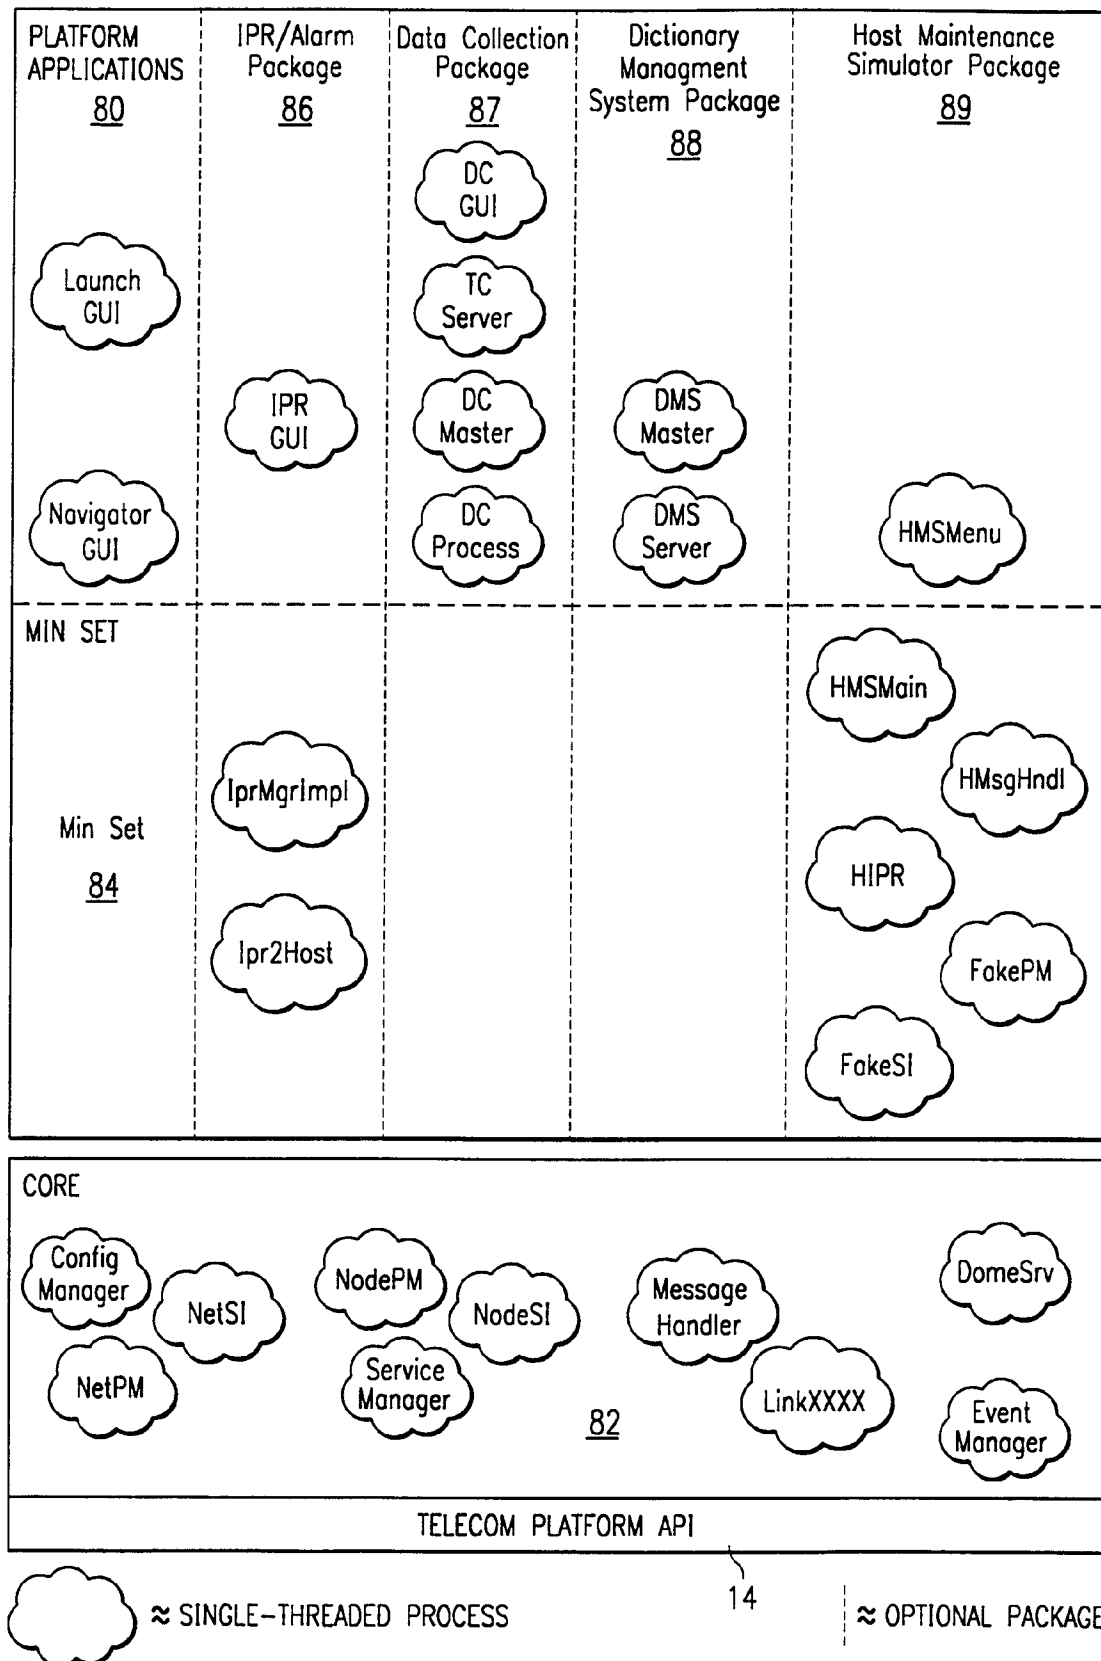 PLATFORM
APPLICATIONS
80
IPR/Alarm
Package
86
Data Collection
Package
87
Dictionary
Managment
System Package
88
Host Maintenance
Simulator Package
89
DC
GUI
Launch
GUI
TC
Server
IPR
GUI
DC
Master
DMS
Master
Navigator
GUI
DC
Process
DMS
Server
HMSMenu
MIN SET
HMSMain
IprMgrImpl
HMsgHndl
Min Set
84
HIPR
Ipr2Host
FakePM
FakeSI
CORE
Config
Manager
NetSI
NetPM
NodePM
NodeSI
Service
Manager
Message
Handler
LinkXXXX
DomeSrv
Event
Manager
82
TELECOM PLATFORM API
14
≈ SINGLE-THREADED PROCESS
≈ OPTIONAL PACKAGE